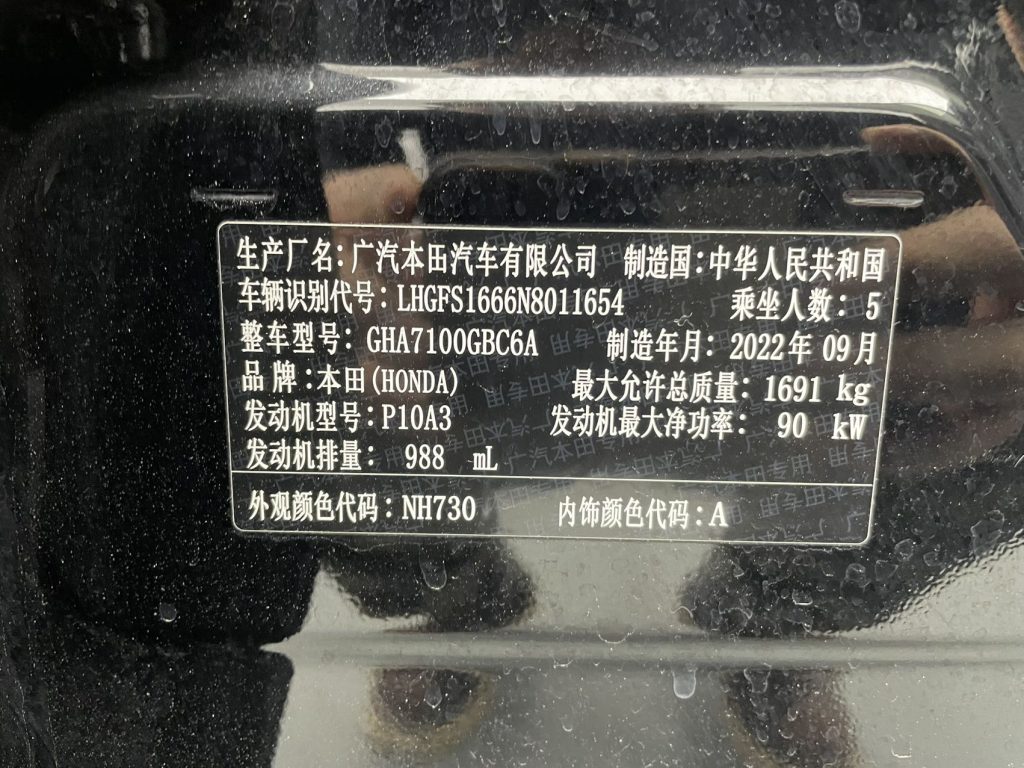 生产厂名：广汽本田汽车有限公司 制造国：中华人民共和国
车辆识别代号：LHGFS1666N8011654 乘坐人数：5
整车型号：GHA7100GBC6A 制造年月：2022年09月
品牌：本田(HONDA) 最大允许总质量：1691 kg
发动机型号：P10A3 发动机最大净功率：90 kW
发动机排量：988 mL
外观颜色代码：NH730 内饰颜色代码：A